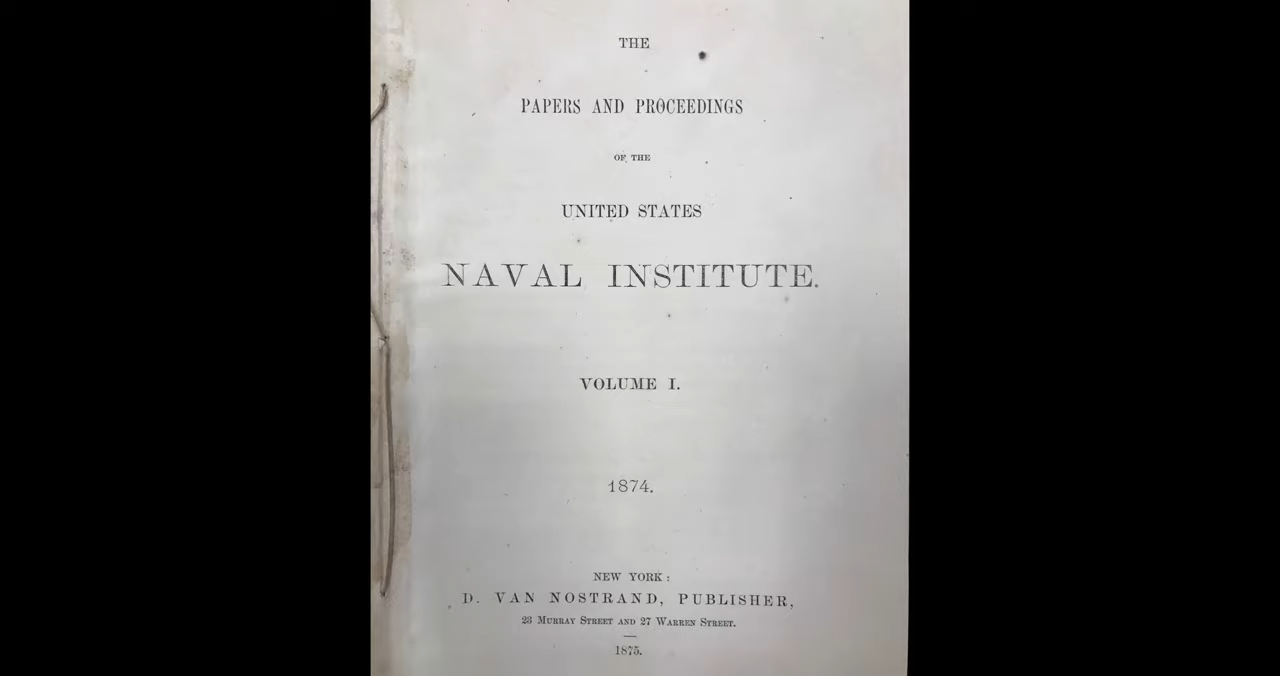 THE
PAPERS AND PROCEEDINGS
OF THE
UNITED STATES
NAVAL INSTITUTE.
VOLUME I.
1874.
NEW YORK:
D. VAN NOSTRAND, PUBLISHER,
23 MURRAY STREET AND 27 WARREN STREET.
1875.